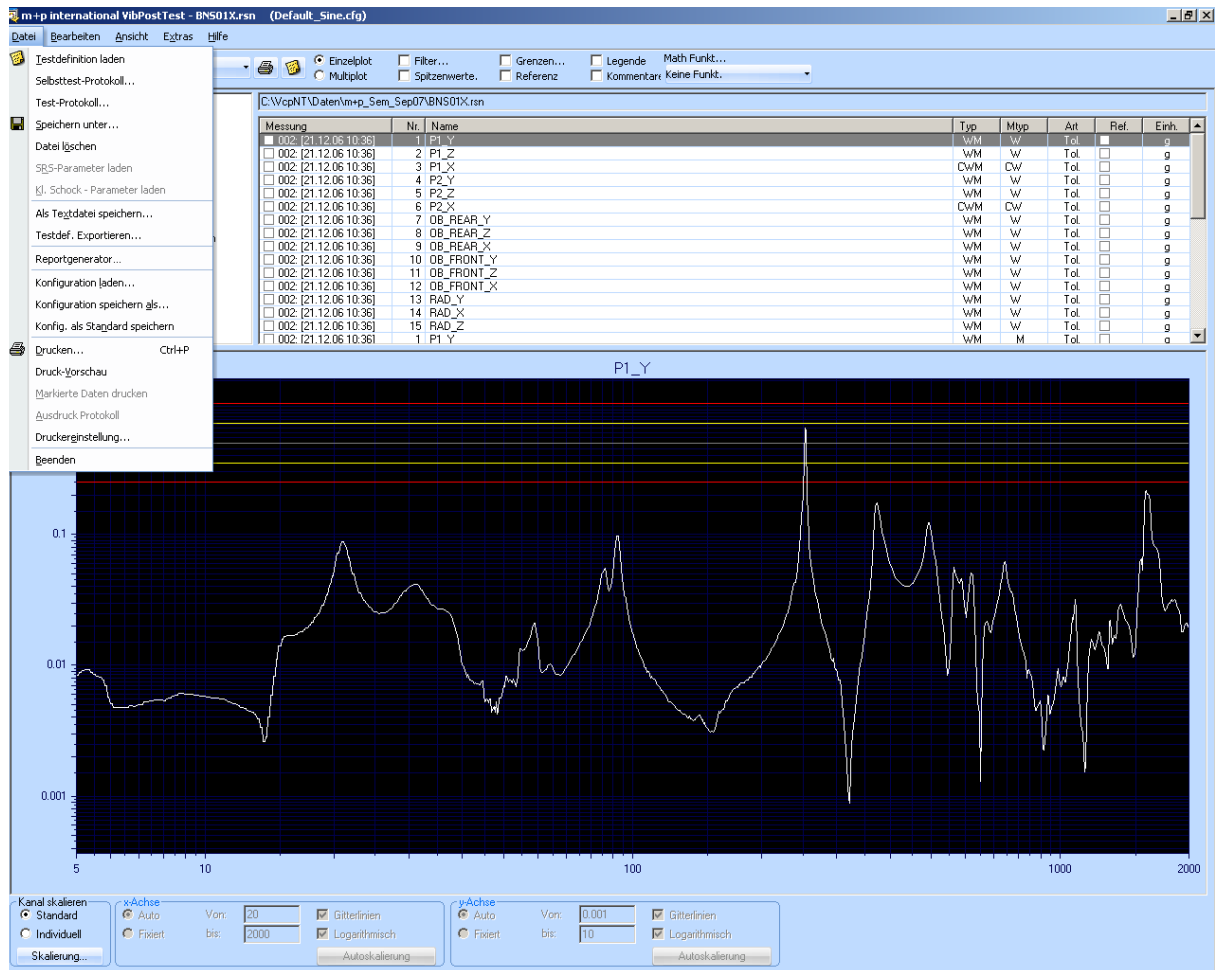 m+p international VibPostTest - BNS01X.rsn (Default_Sine.cfg)
Datei Bearbeiten Ansicht Extras Hilfe
Testdefinition laden
Selbsttest-Protokoll...
Test-Protokoll...
Speichern unter...
Datei löschen
SRS-Parameter laden
Kl. Schock - Parameter laden
Als Textdatei speichern...
Testdef. Exportieren...
Reportgenerator...
Konfiguration laden...
Konfiguration speichern als...
Konfig. als Standard speichern
Drucken... Ctrl+P
Druck-Vorschau
Markierte Daten drucken
Ausdruck Protokoll
Druckereinstellung...
Beenden
Einzelplot Filter... Grenzen... Legende Math Funkt...
Multiplot Spitzenwerte. Referenz Kommentare Keine Funkt.
C:\VcpNT\Daten\m+p_Sem_Sep07\BNS01X.rsn
Messung Nr. Name Typ Mtyp Art Ref. Einh.
002: [21.12.06 10:36] 1 P1_Y WM W Tol. g
002: [21.12.06 10:36] 2 P1_Z WM W Tol. g
002: [21.12.06 10:36] 3 P1_X CWM CW Tol. g
002: [21.12.06 10:36] 4 P2_Y WM W Tol. g
002: [21.12.06 10:36] 5 P2_Z WM W Tol. g
002: [21.12.06 10:36] 6 P2_X CWM CW Tol. g
002: [21.12.06 10:36] 7 OB_REAR_Y WM W Tol. g
002: [21.12.06 10:36] 8 OB_REAR_Z WM W Tol. g
002: [21.12.06 10:36] 9 OB_REAR_X WM W Tol. g
002: [21.12.06 10:36] 10 OB_FRONT_Y WM W Tol. g
002: [21.12.06 10:36] 11 OB_FRONT_Z WM W Tol. g
002: [21.12.06 10:36] 12 OB_FRONT_X WM W Tol. g
002: [21.12.06 10:36] 13 RAD_Y WM W Tol. g
002: [21.12.06 10:36] 14 RAD_X WM W Tol. g
002: [21.12.06 10:36] 15 RAD_Z WM W Tol. g
002: [21.12.06 10:36] 1 P1_Y WM M Tol. g
P1_Y
0.1
0.01
0.001
5 10 100 1000 2000
Kanal skalieren
Standard
Individuell
Skalierung...
x-Achse
Auto Von: 20 Gitterlinien
Fixiert bis: 2000 Logarithmisch
Autoskalierung
y-Achse
Auto Von: 0.001 Gitterlinien
Fixiert bis: 10 Logarithmisch
Autoskalierung